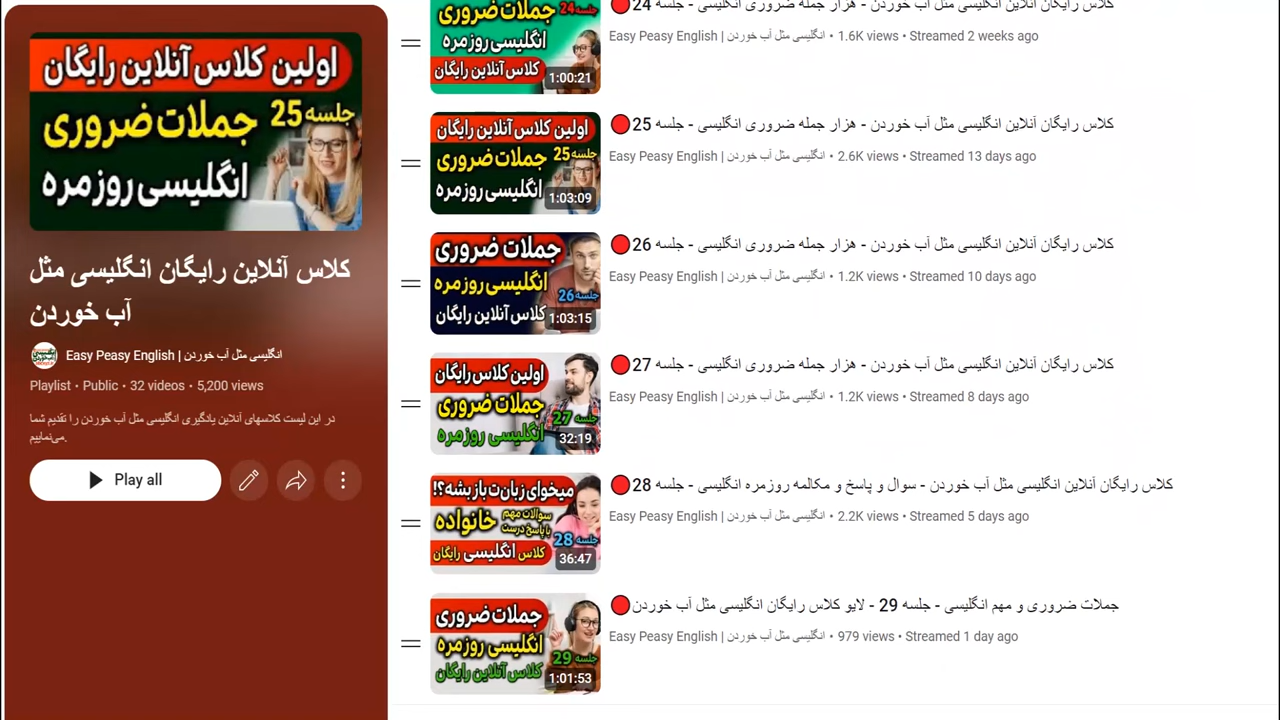 اولین کلاس آنلاین رایگان
جلسه 25
جملات ضروری
انگلیسی روزمره
کلاس آنلاین رایگان انگلیسی مثل
آب خوردن
Easy Peasy English | انگلیسی مثل آب خوردن
Playlist • Public • 32 videos • 5,200 views
در این لیست کلاسهای آنلاین یادگیری انگلیسی مثل آب خوردن را تقدیم شما
می‌نماییم.
Play all
جلسه 24
جملات ضروری
انگلیسی روزمره
کلاس آنلاین رایگان
1:00:21
🔴کلاس رایگان آنلاین انگلیسی مثل آب خوردن - هزار جمله ضروری انگلیسی - جلسه 24
Easy Peasy English | انگلیسی مثل آب خوردن • 1.6K views • Streamed 2 weeks ago
اولین کلاس آنلاین رایگان
جلسه 25
جملات ضروری
انگلیسی روزمره
1:03:09
🔴کلاس رایگان آنلاین انگلیسی مثل آب خوردن - هزار جمله ضروری انگلیسی - جلسه 25
Easy Peasy English | انگلیسی مثل آب خوردن • 2.6K views • Streamed 13 days ago
جملات ضروری
انگلیسی روزمره
جلسه 26
کلاس آنلاین رایگان
1:03:15
🔴کلاس رایگان آنلاین انگلیسی مثل آب خوردن - هزار جمله ضروری انگلیسی - جلسه 26
Easy Peasy English | انگلیسی مثل آب خوردن • 1.2K views • Streamed 10 days ago
اولین کلاس رایگان
جملات ضروری
جلسه 27
انگلیسی روزمره
32:19
🔴کلاس رایگان آنلاین انگلیسی مثل آب خوردن - هزار جمله ضروری انگلیسی - جلسه 27
Easy Peasy English | انگلیسی مثل آب خوردن • 1.2K views • Streamed 8 days ago
میخوای زبان‌ت باز بشه؟!
سوالات مهم
با پاسخ درست
خانواده
جلسه 28
کلاس انگلیسی رایگان
36:47
🔴کلاس رایگان آنلاین انگلیسی مثل آب خوردن - سوال و پاسخ و مکالمه روزمره انگلیسی - جلسه 28
Easy Peasy English | انگلیسی مثل آب خوردن • 2.2K views • Streamed 5 days ago
جملات ضروری
انگلیسی روزمره
جلسه 29
کلاس آنلاین رایگان
1:01:53
🔴جملات ضروری و مهم انگلیسی - جلسه 29 - لایو کلاس رایگان انگلیسی مثل آب خوردن
Easy Peasy English | انگلیسی مثل آب خوردن • 979 views • Streamed 1 day ago